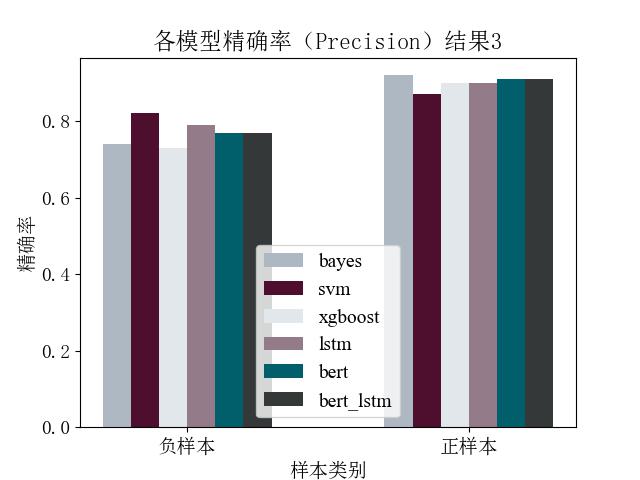 各模型精确率（Precision）结果3
精确率
0.8
0.6
0.4
0.2
0.0
bayes
svm
xgboost
lstm
bert
bert_lstm
负样本
正样本
样本类别